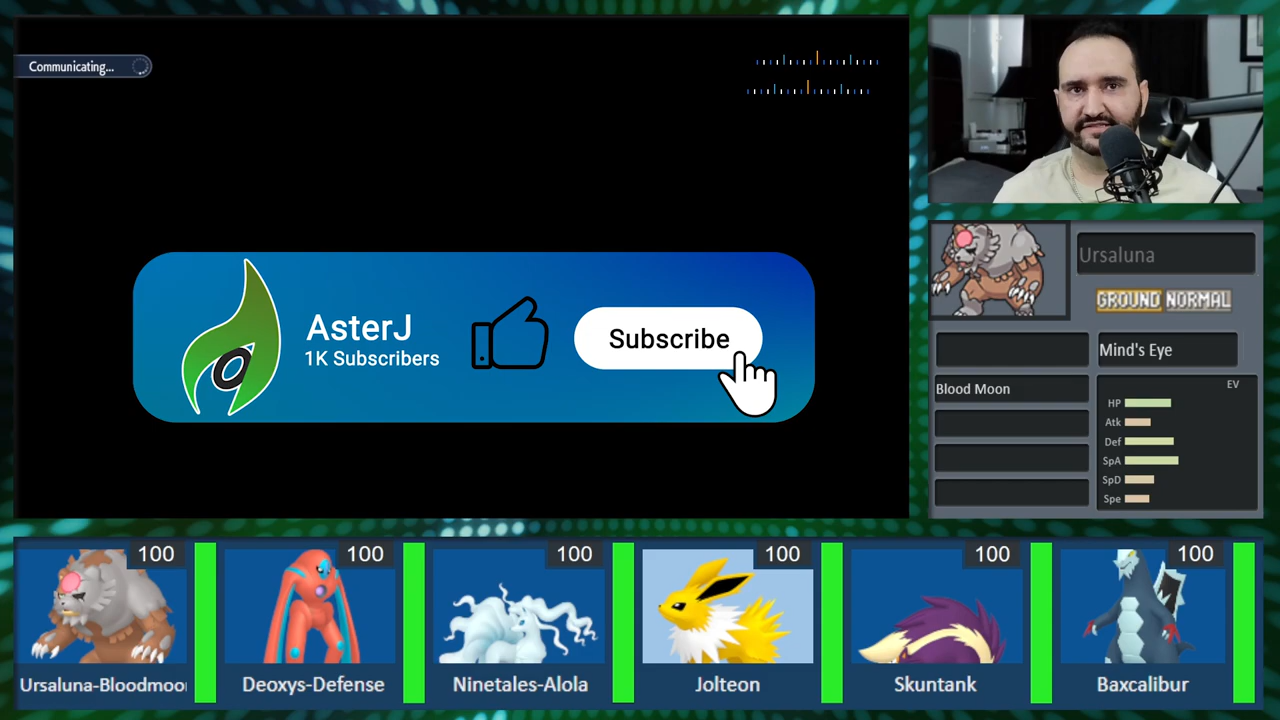 Communicating...
AsterJ
1K Subscribers
Subscribe
Ursaluna
GROUND NORMAL
Mind's Eye
Blood Moon
EV
HP
Atk
Def
SpA
SpD
Spe
100
100
100
100
100
100
Ursaluna-Bloodmoo
Deoxys-Defense
Ninetales-Alola
Jolteon
Skuntank
Baxcalibur